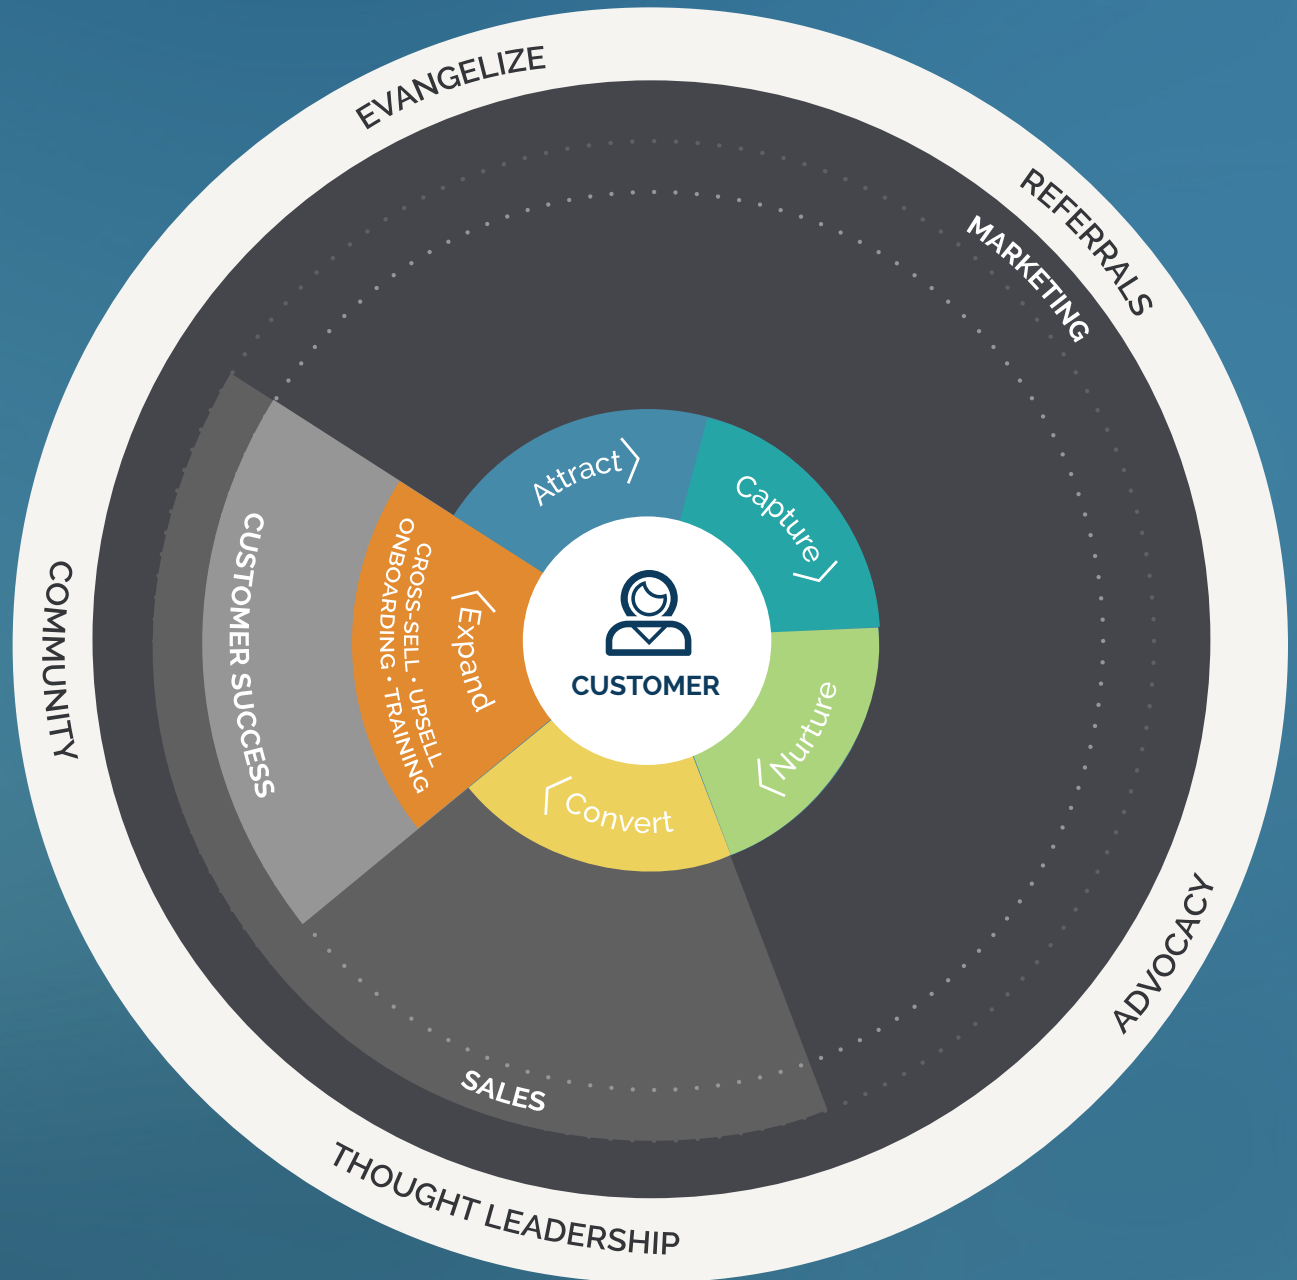 EVANGELIZE
REFERRALS
MARKETING
Attract
Capture
CUSTOMER
Nurture
Convert
Expand
CROSS-SELL • UPSELL
ONBOARDING • TRAINING
CUSTOMER SUCCESS
COMMUNITY
SALES
ADVOCACY
THOUGHT LEADERSHIP